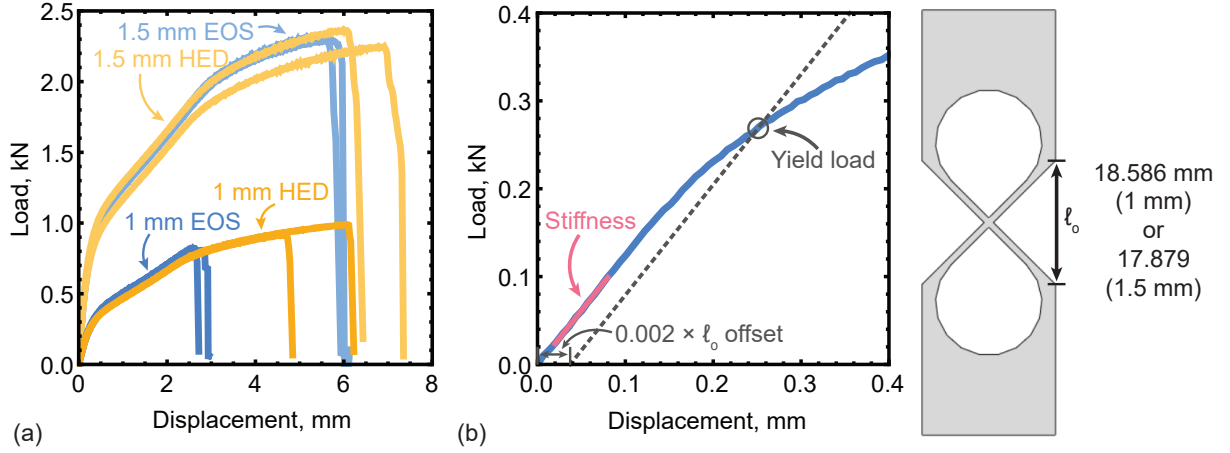 2.5
2.0
1.5
1.0
0.5
0.0
Load, kN
0
2
4
6
8
Displacement, mm
(a)
1.5 mm EOS
1.5 mm HED
1 mm HED
1 mm EOS
0.4
0.3
0.2
0.1
0.0
Load, kN
0.0
0.1
0.2
0.3
0.4
Displacement, mm
(b)
Yield load
Stiffness
0.002 × ℓo offset
ℓo
18.586 mm
(1 mm)
or
17.879
(1.5 mm)